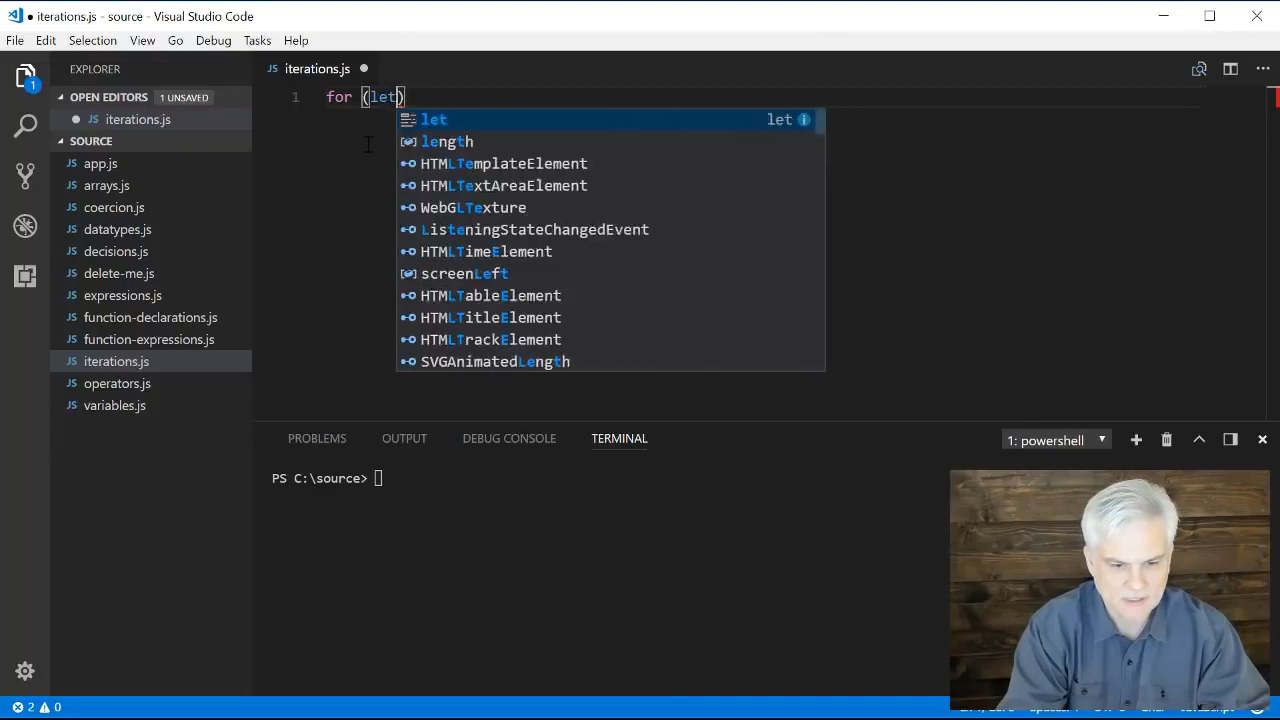 ● iterations.js - source - Visual Studio Code
File Edit Selection View Go Debug Tasks Help
EXPLORER
OPEN EDITORS 1 UNSAVED
iterations.js
SOURCE
app.js
arrays.js
coercion.js
datatypes.js
decisions.js
delete-me.js
expressions.js
function-declarations.js
function-expressions.js
iterations.js
operators.js
variables.js
iterations.js
1 for (let)
let let
length
HTMLTemplateElement
HTMLTextAreaElement
WebGLTexture
ListeningStateChangedEvent
HTMLTimeElement
screenLeft
HTMLTableElement
HTMLTitleElement
HTMLTrackElement
SVGAnimatedLength
PROBLEMS OUTPUT DEBUG CONSOLE TERMINAL 1: powershell
PS C:\source>
2 0